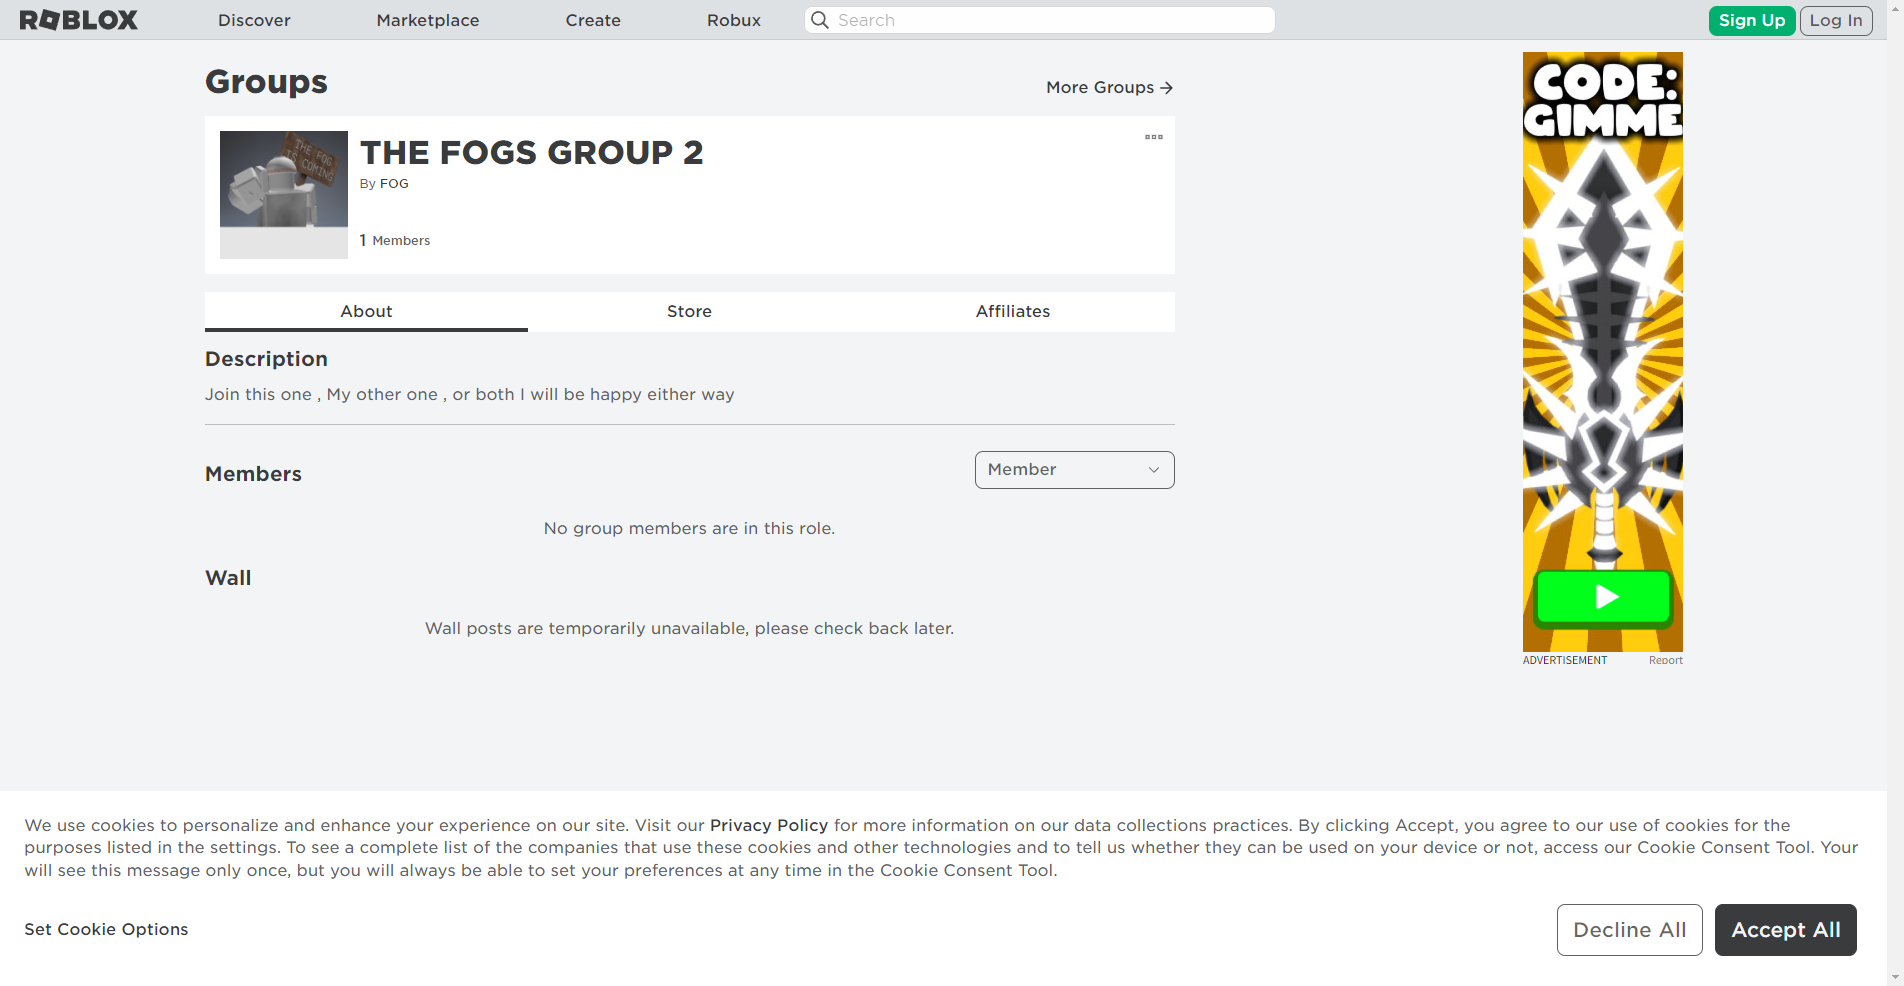 ROBLOX
Discover
Marketplace
Create
Robux
Search
Sign Up
Log In
Groups
More Groups
THE FOG
IS
COMING
THE FOGS GROUP 2
By FOG
1 Members
About
Store
Affiliates
Description
Join this one , My other one , or both I will be happy either way
Members
Member
No group members are in this role.
Wall
Wall posts are temporarily unavailable, please check back later.
CODE:
GIMME
ADVERTISEMENT
Report
We use cookies to personalize and enhance your experience on our site. Visit our Privacy Policy for more information on our data collections practices. By clicking Accept, you agree to our use of cookies for the
purposes listed in the settings. To see a complete list of the companies that use these cookies and other technologies and to tell us whether they can be used on your device or not, access our Cookie Consent Tool. Your
will see this message only once, but you will always be able to set your preferences at any time in the Cookie Consent Tool.
Set Cookie Options
Decline All
Accept All